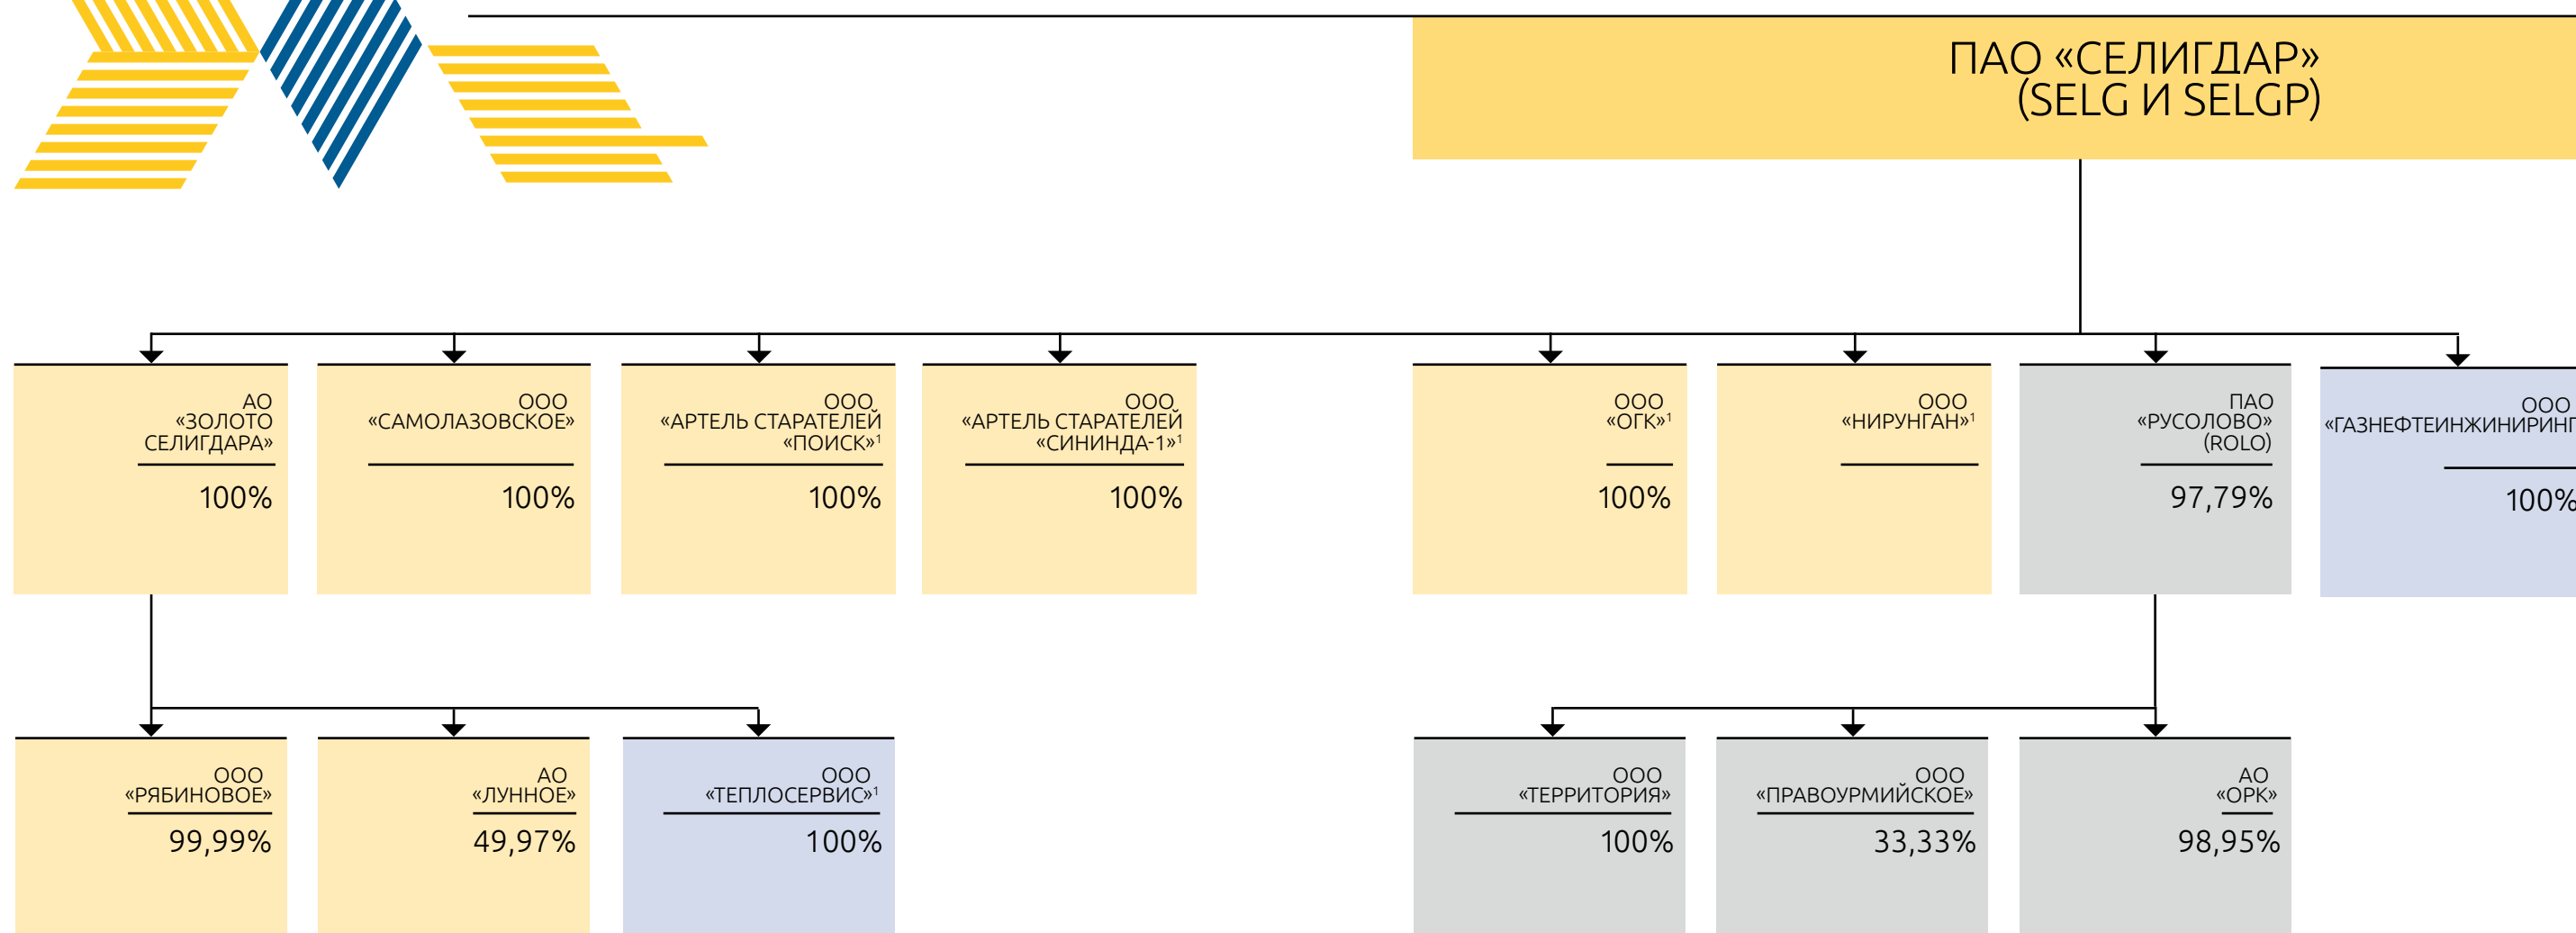 ПАО «СЕЛИГДАР»
(SELG И SELGP)
АО
«ЗОЛОТО
СЕЛИГДАРА»
100%
ООО
«САМОЛАЗОВСКОЕ»
100%
ООО
«АРТЕЛЬ СТАРАТЕЛЕЙ
«ПОИСК»¹
100%
ООО
«АРТЕЛЬ СТАРАТЕЛЕЙ
«СИНИНДА-1»¹
100%
ООО
«ОГК»¹
100%
ООО
«НИРУНГАН»¹
ПАО
«РУСОЛОВО»
(ROLO)
97,79%
ООО
«ГАЗНЕФТЕИНЖИНИРИНГ
100%
ООО
«РЯБИНОВОЕ»
99,99%
АО
«ЛУННОЕ»
49,97%
ООО
«ТЕПЛОСЕРВИС»¹
100%
ООО
«ТЕРРИТОРИЯ»
100%
ООО
«ПРАВОУРМИЙСКОЕ»
33,33%
АО
«ОРК»
98,95%